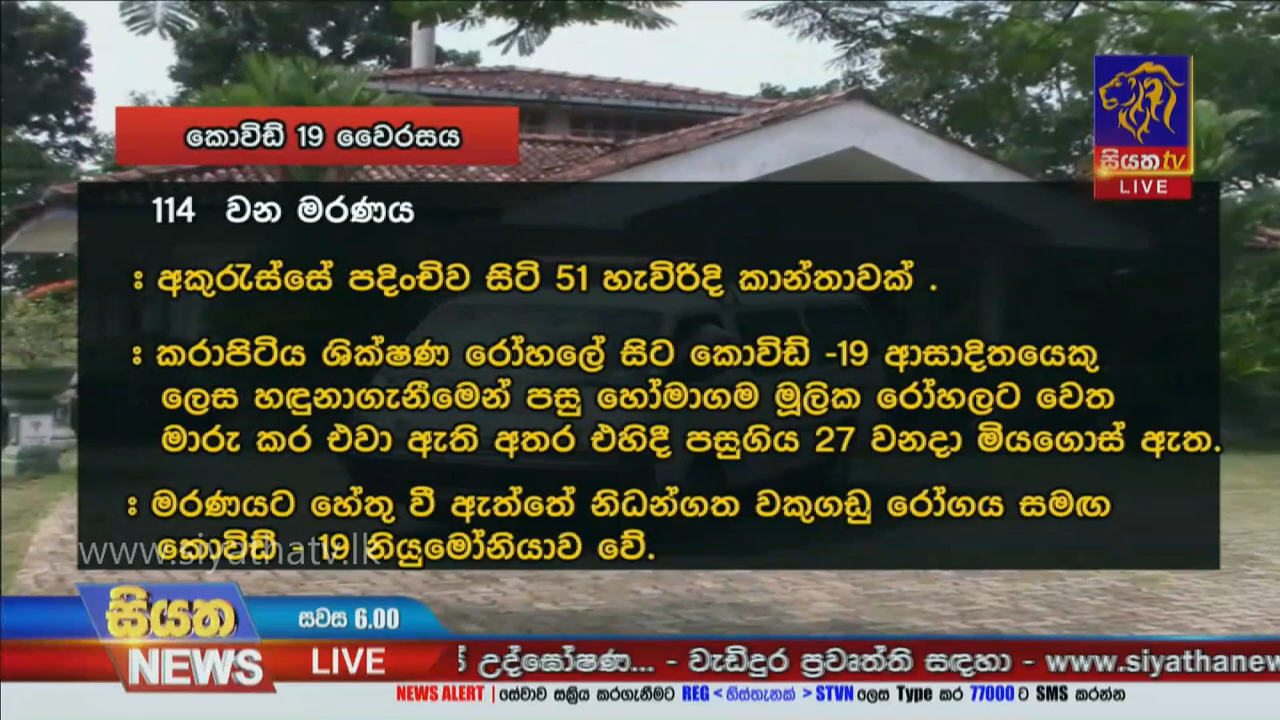 කොවිඩ් 19 වෛරසය
සියත tv
LIVE
114 වන මරණය
: අකුරැස්සේ පදිංචිව සිටි 51 හැවිරිදි කාන්තාවක් .
: කරාපිටිය ශික්ෂණ රෝහලේ සිට කොවිඩ් -19 ආසාදිතයෙකු
ලෙස හඳුනාගැනීමෙන් පසු හෝමාගම මූලික රෝහලට වෙත
මාරු කර එවා ඇති අතර එහිදී පසුගිය 27 වනදා මියගොස් ඇත.
: මරණයට හේතු වී ඇත්තේ නිධන්ගත වකුගඩු රෝගය සමඟ
කොවිඩ් - 19 නියුමෝනියාව වේ.
www.siyathatv.lk
සියත
NEWS
සවස 6.00
LIVE
උද්ඝෝෂණ... - වැඩිදුර ප්‍රවෘත්ති සඳහා - www.siyathanew
NEWS ALERT | සේවාව සක්‍රිය කරගැනීමට REG < හිස්තැනක් > STVN ලෙස Type කර 77000 ට SMS කරන්න